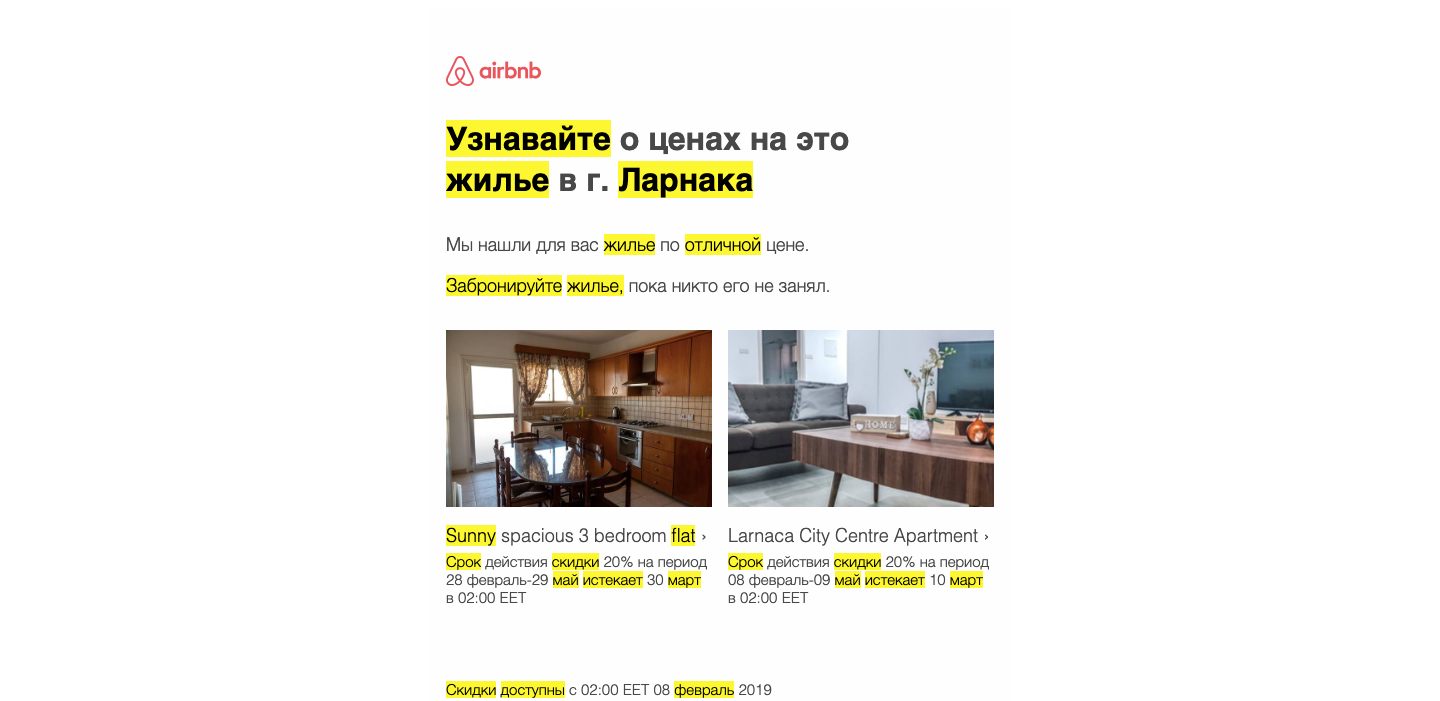 airbnb
Узнавайте о ценах на это
жилье в г. Ларнака
Мы нашли для вас жилье по отличной цене.
Забронируйте жилье, пока никто его не занял.
HOME
Sunny spacious 3 bedroom flat ›
Срок действия скидки 20% на период
28 февраль-29 май истекает 30 март
в 02:00 EET
Larnaca City Centre Apartment ›
Срок действия скидки 20% на период
08 февраль-09 май истекает 10 март
в 02:00 EET
Скидки доступны с 02:00 EET 08 февраль 2019